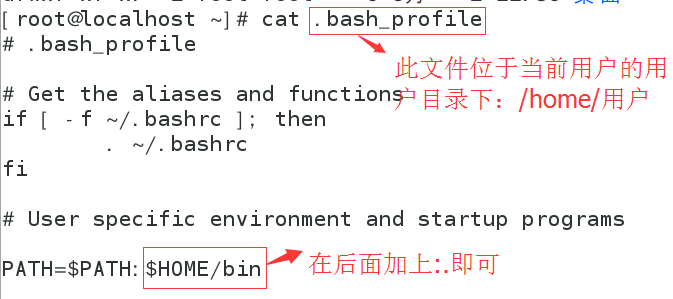 [root@localhost ~]# cat .bash_profile
# .bash_profile
此文件位于当前用户的用
户目录下：/home/用户
# Get the aliases and functions
if [ -f ~/.bashrc ]; then
. ~/.bashrc
fi
# User specific environment and startup programs
PATH=$PATH:$HOME/bin
在后面加上:.即可